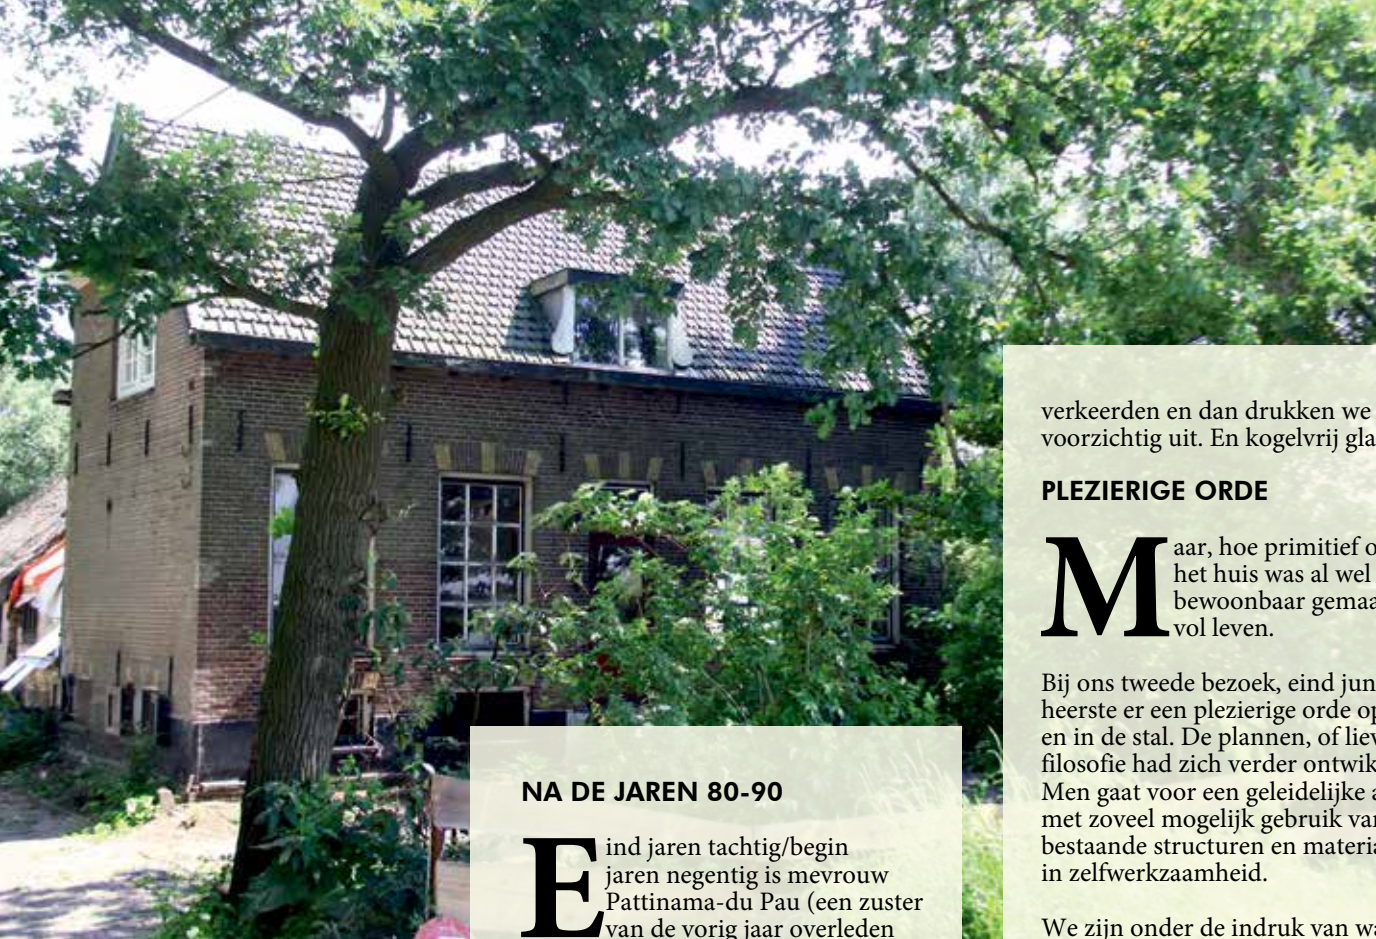 NA DE JAREN 80-90
Eind jaren tachtig/begin
jaren negentig is mevrouw
Pattinama-du Pau (een zuster
van de vorig jaar overleden
verkeerden en dan drukken we
voorzichtig uit. En kogelvrij gla
PLEZIERIGE ORDE
Maar, hoe primitief o
het huis was al wel
bewoonbaar gemaa
vol leven.
Bij ons tweede bezoek, eind jun
heerste er een plezierige orde op
en in de stal. De plannen, of liev
filosofie had zich verder ontwik
Men gaat voor een geleidelijke a
met zoveel mogelijk gebruik van
bestaande structuren en materia
in zelfwerkzaamheid.
We zijn onder de indruk van wa